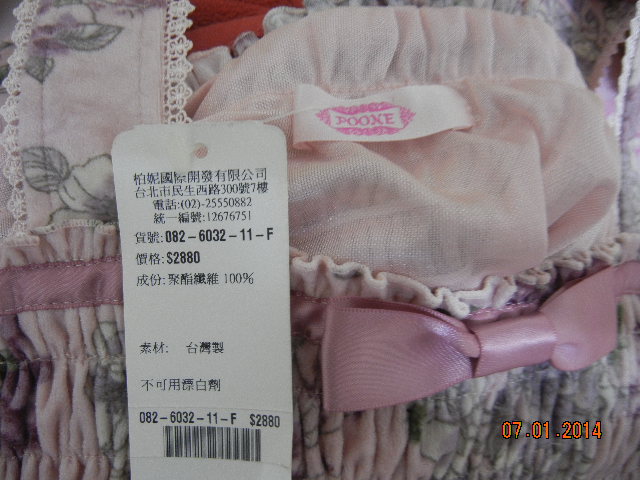 POOXE
柏妮國際開發有限公司
台北市民生西路300號7樓
電話:(02)-25550882
統一編號:12676751
貨號:082-6032-11-F
價格:$2880
成份:聚酯纖維 100%
素材: 台灣製
不可用漂白劑
082-6032-11-F $2880
07.01.2014